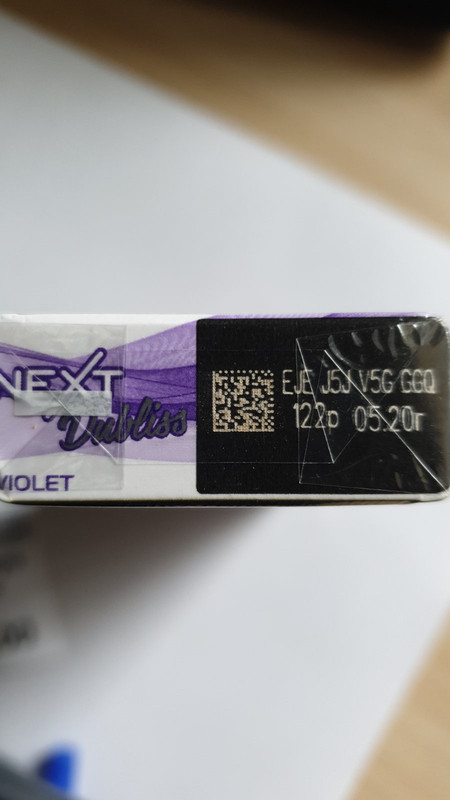 NEXT
Dubliss
VIOLET
EJE J5J V5G GGQ
122р 05.20г